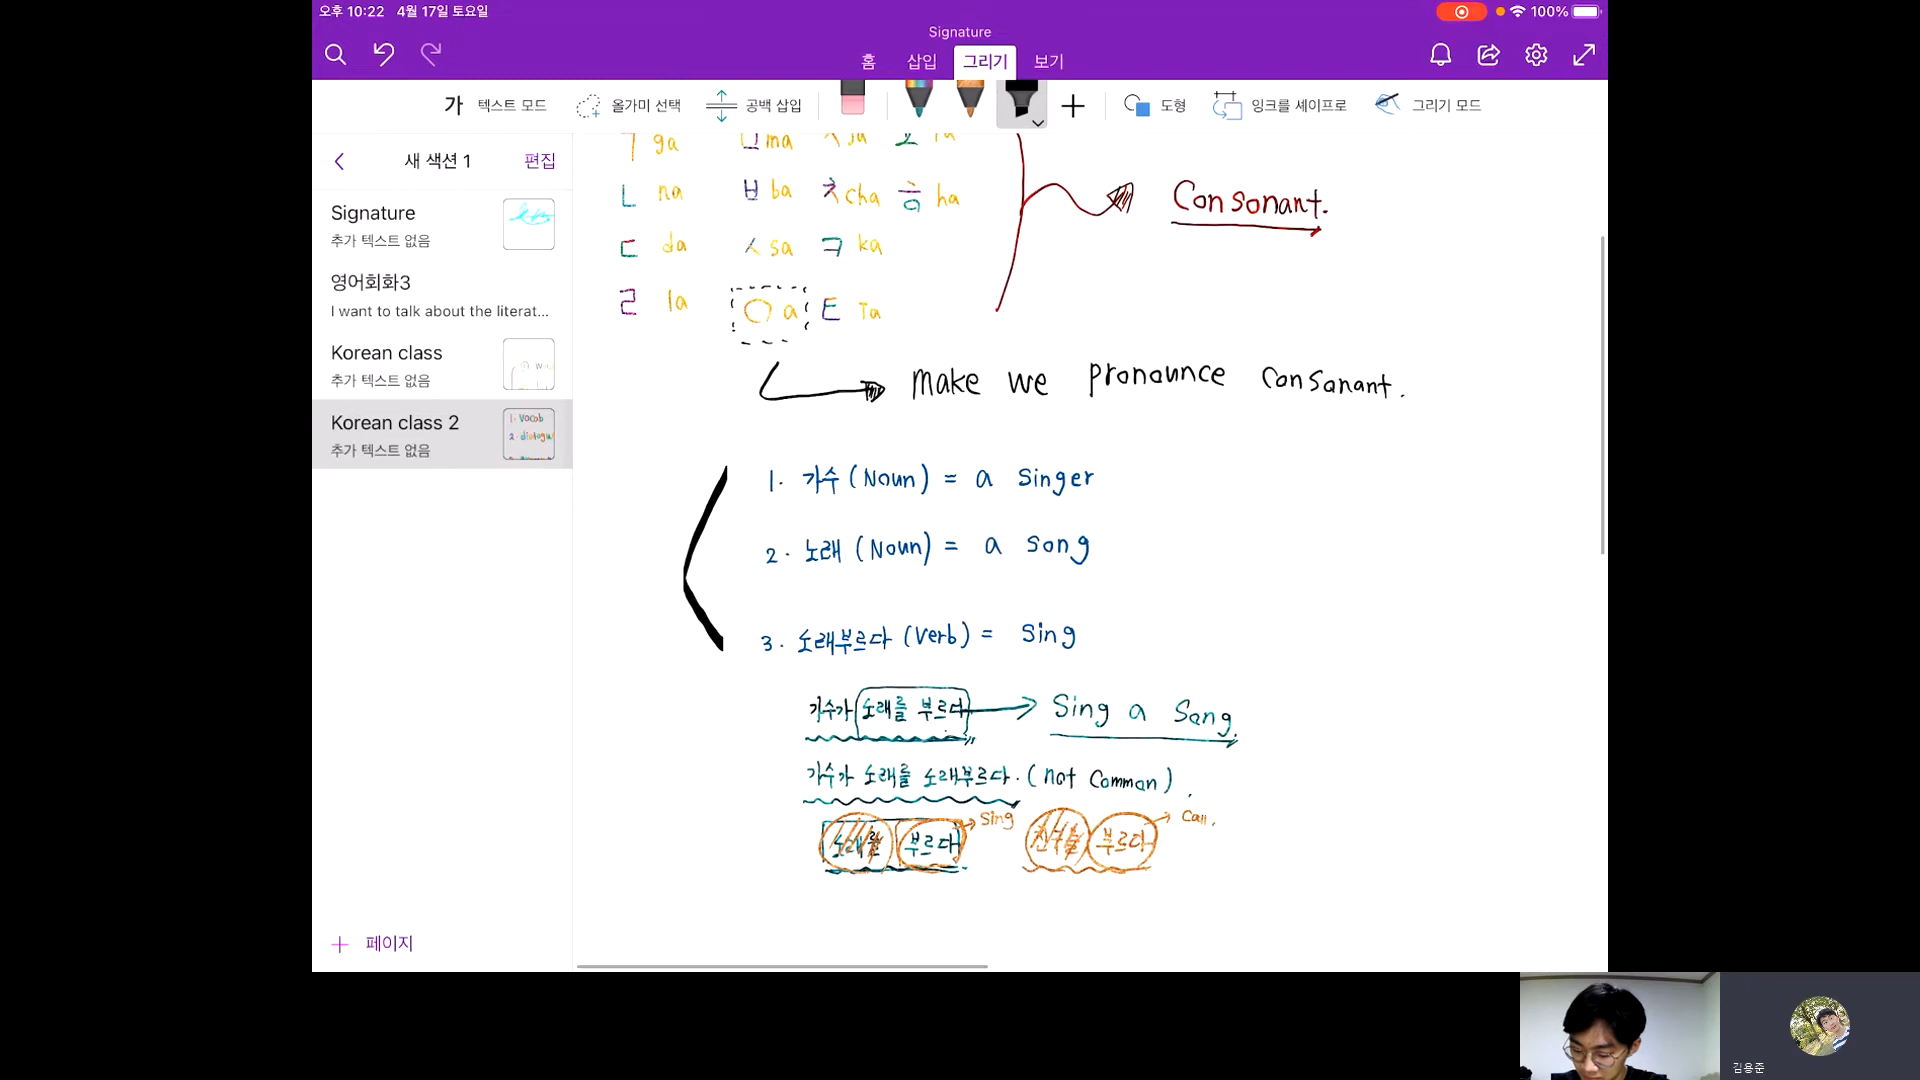 오후 10:22 4월 17일 토요일
100%
Signature
홈 삽입 그리기 보기
가 텍스트 모드 올가미 선택 공백 삽입 도형 잉크를 셰이프로 그리기 모드
새 섹션 1 편집
Signature
추가 텍스트 없음
영어회화3
I want to talk about the literat...
Korean class
추가 텍스트 없음
Korean class 2
추가 텍스트 없음
1. Vocab
페이지
ㄱ ga ㅁ ma ㅈ ja ㅍ
ㄴ na ㅂ ba ㅊ cha ㅎ ha
ㄷ da ㅅ sa ㅋ ka
ㄹ la ㅇ a ㅌ Ta
Consonant.
make we pronounce consonant.
1. 가수 (Noun) = a singer
2. 노래 (Noun) = a song
3. 노래부르다 (Verb) = Sing
가수가 노래를 부르다 Sing a Song.
가수가 노래를 노래부르다. (not common)
노래를 부르다 Sing 친구를 부르다 Call.
김용준